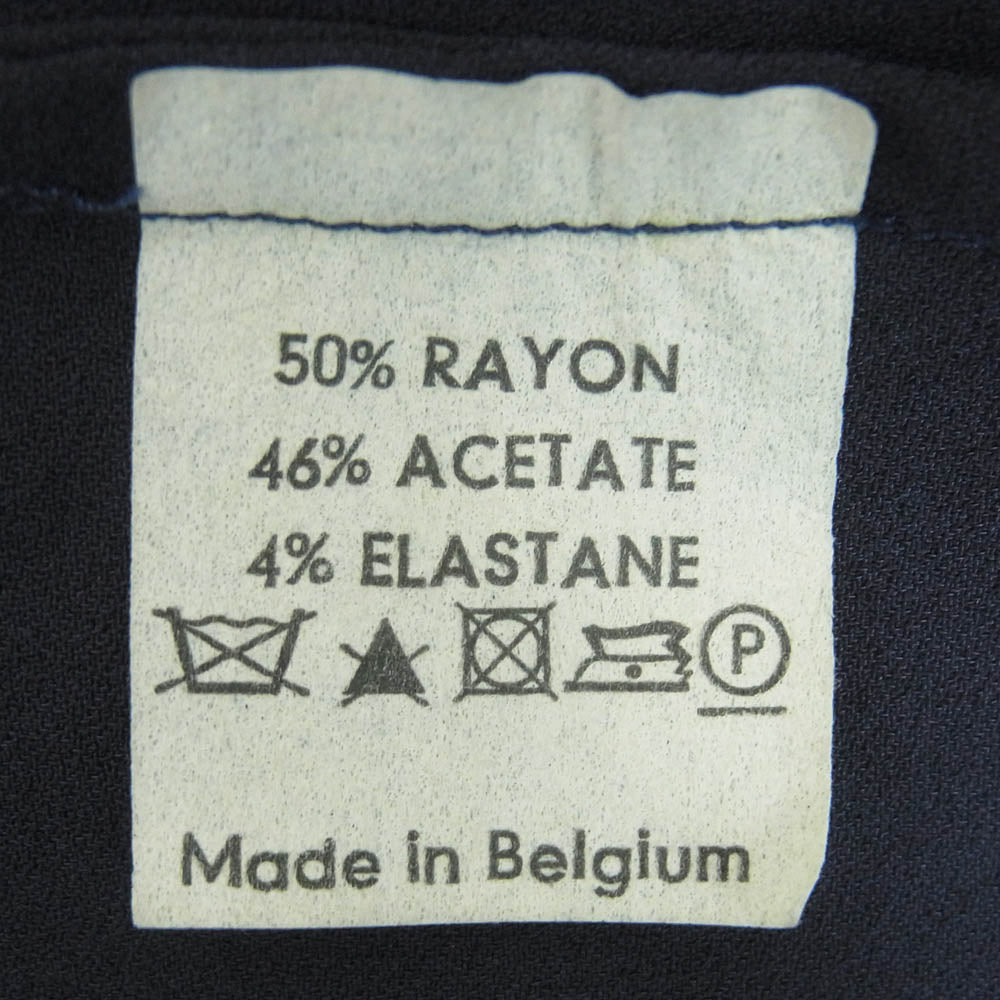 50% RAYON
46% ACETATE
4% ELASTANE
P
Made in Belgium